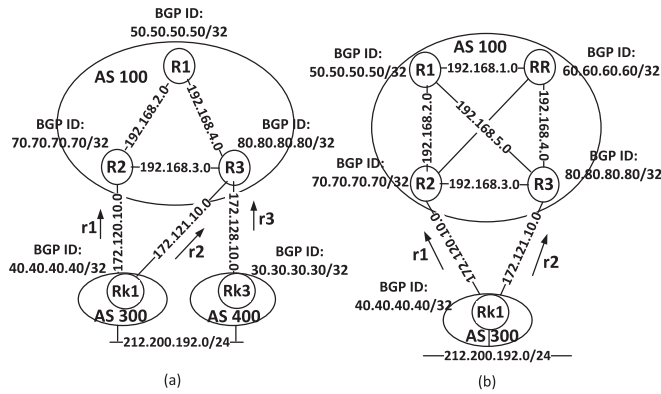 BGP ID:
50.50.50.50/32
AS 100
R1
192.168.2.0
192.168.4.0
BGP ID:
70.70.70.70/32
BGP ID:
80.80.80.80/32
R2
192.168.3.0
R3
r1
172.120.10.0
172.121.10.0
r2
172.128.10.0
r3
BGP ID:
40.40.40.40/32
BGP ID:
30.30.30.30/32
Rk1
AS 300
Rk3
AS 400
212.200.192.0/24
(a)
BGP ID:
50.50.50.50/32
AS 100
R1
192.168.1.0
RR
BGP ID:
60.60.60.60/32
192.168.2.0
192.168.5.0
192.168.4.0
BGP ID:
70.70.70.70/32
BGP ID:
80.80.80.80/32
R2
192.168.3.0
R3
r1
172.120.10.0
172.121.10.0
r2
BGP ID:
40.40.40.40/32
Rk1
AS 300
212.200.192.0/24
(b)